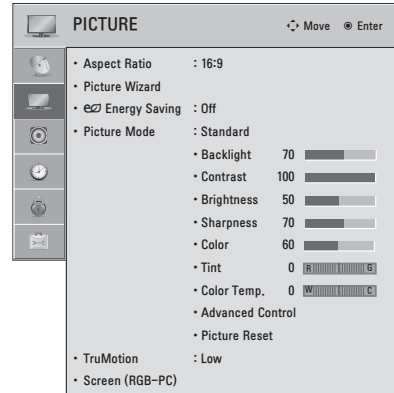 PICTURE Move Enter
• Aspect Ratio : 16:9
• Picture Wizard
• eco Energy Saving : Off
• Picture Mode : Standard
• Backlight 70
• Contrast 100
• Brightness 50
• Sharpness 70
• Color 60
• Tint 0 R G
• Color Temp. 0 W C
• Advanced Control
• Picture Reset
• TruMotion : Low
• Screen (RGB-PC)